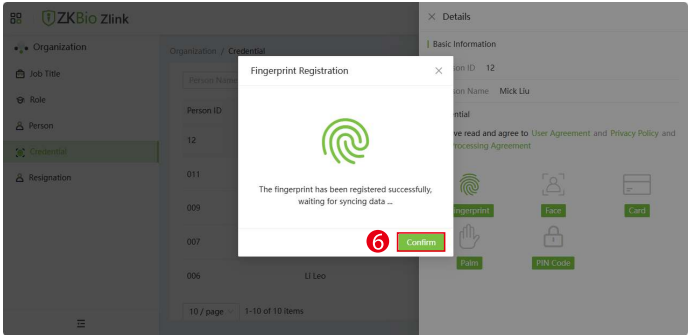 ZKBio Zlink
Details
Organization
Organization / Credential
Basic Information
Job Title
Fingerprint Registration
son ID 12
Person Name
Role
son Name Mick Liu
Person ID
Person
ential
ve read and agree to User Agreement and Privacy Policy and
Processing Agreement
Credential
12
Resignation
011
The fingerprint has been registered successfully,
waiting for syncing data ...
009
ingerprint Face Card
007
6 Confirm
Palm PIN Code
006 LI Leo
10 / page 1-10 of 10 items